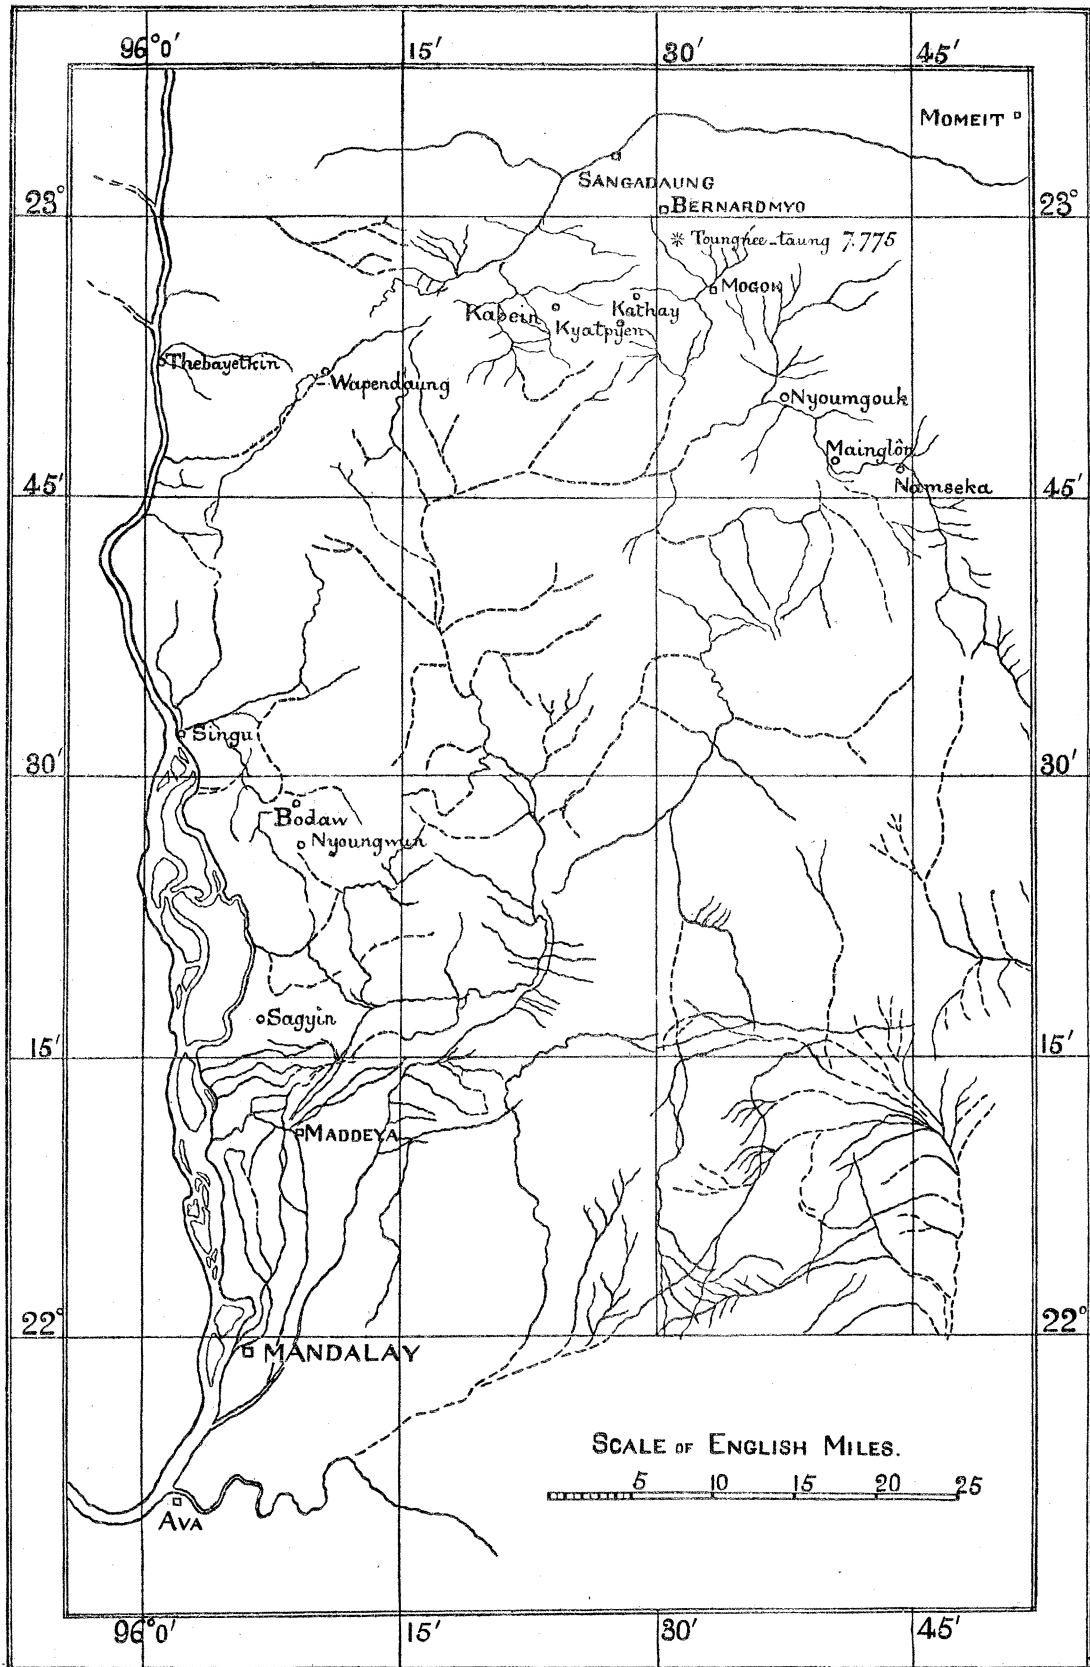 96°0′ 15′ 30′ 45′
MOMEIT
SANGADAUNG
23° BERNARDMYO 23°
Toungnee-taung 7.775
MOGOK
Kathay
Kabein
Kyatpyen
Thebayetkin
Wapendaung
Nyoumgouk
Mainglôn
Namseka
45′ 45′
Singu
30′ 30′
Bodaw
Nyoungwun
Sagyin
15′ 15′
MADDEYA
22° 22°
MANDALAY
SCALE OF ENGLISH MILES.
5 10 15 20 25
AVA
96°0′ 15′ 30′ 45′